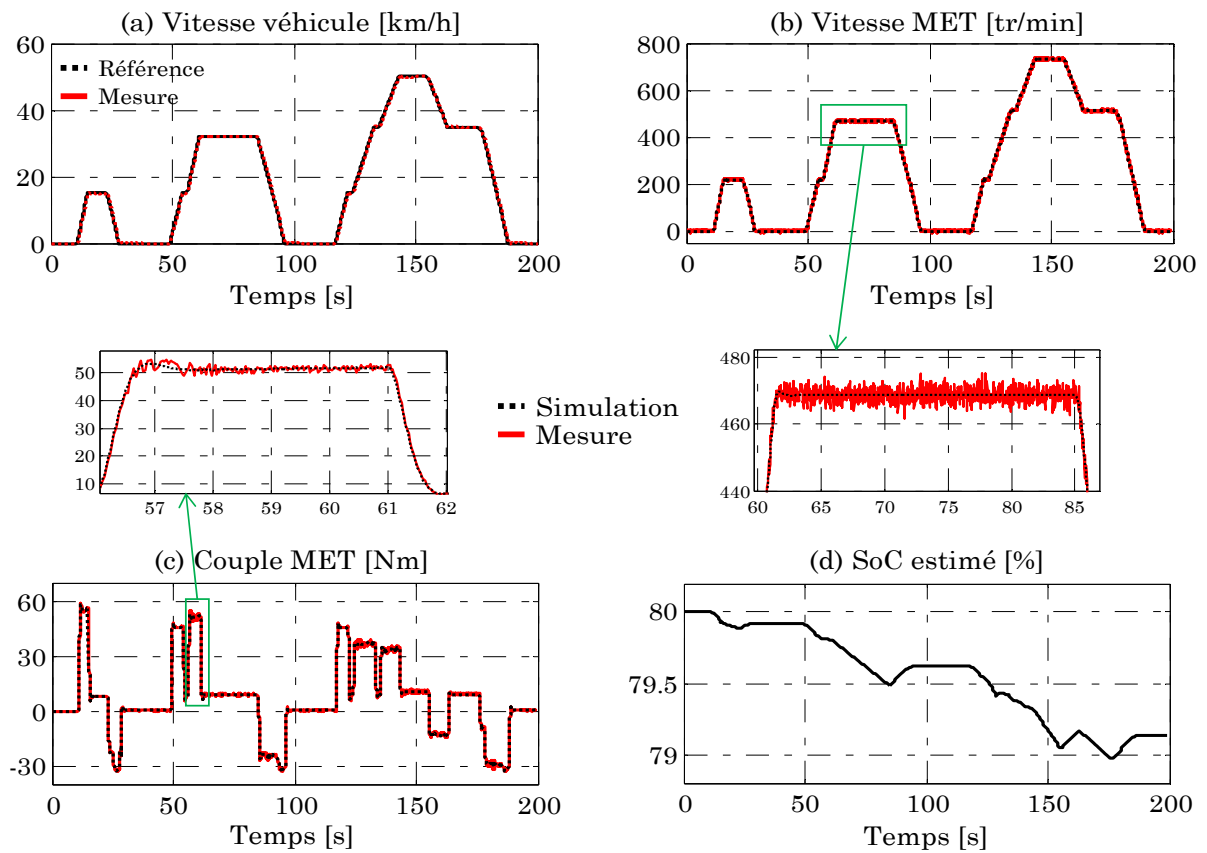 (a) Vitesse véhicule [km/h]
60
40
20
0
Référence
Mesure
0 50 100 150 200
Temps [s]
(b) Vitesse MET [tr/min]
800
600
400
200
0
0 50 100 150 200
Temps [s]
50
40
30
20
10
57 58 59 60 61 62
Simulation
Mesure
480
460
440
60 65 70 75 80 85
(c) Couple MET [Nm]
60
30
0
-30
0 50 100 150 200
Temps [s]
(d) SoC estimé [%]
80
79.5
79
0 50 100 150 200
Temps [s]